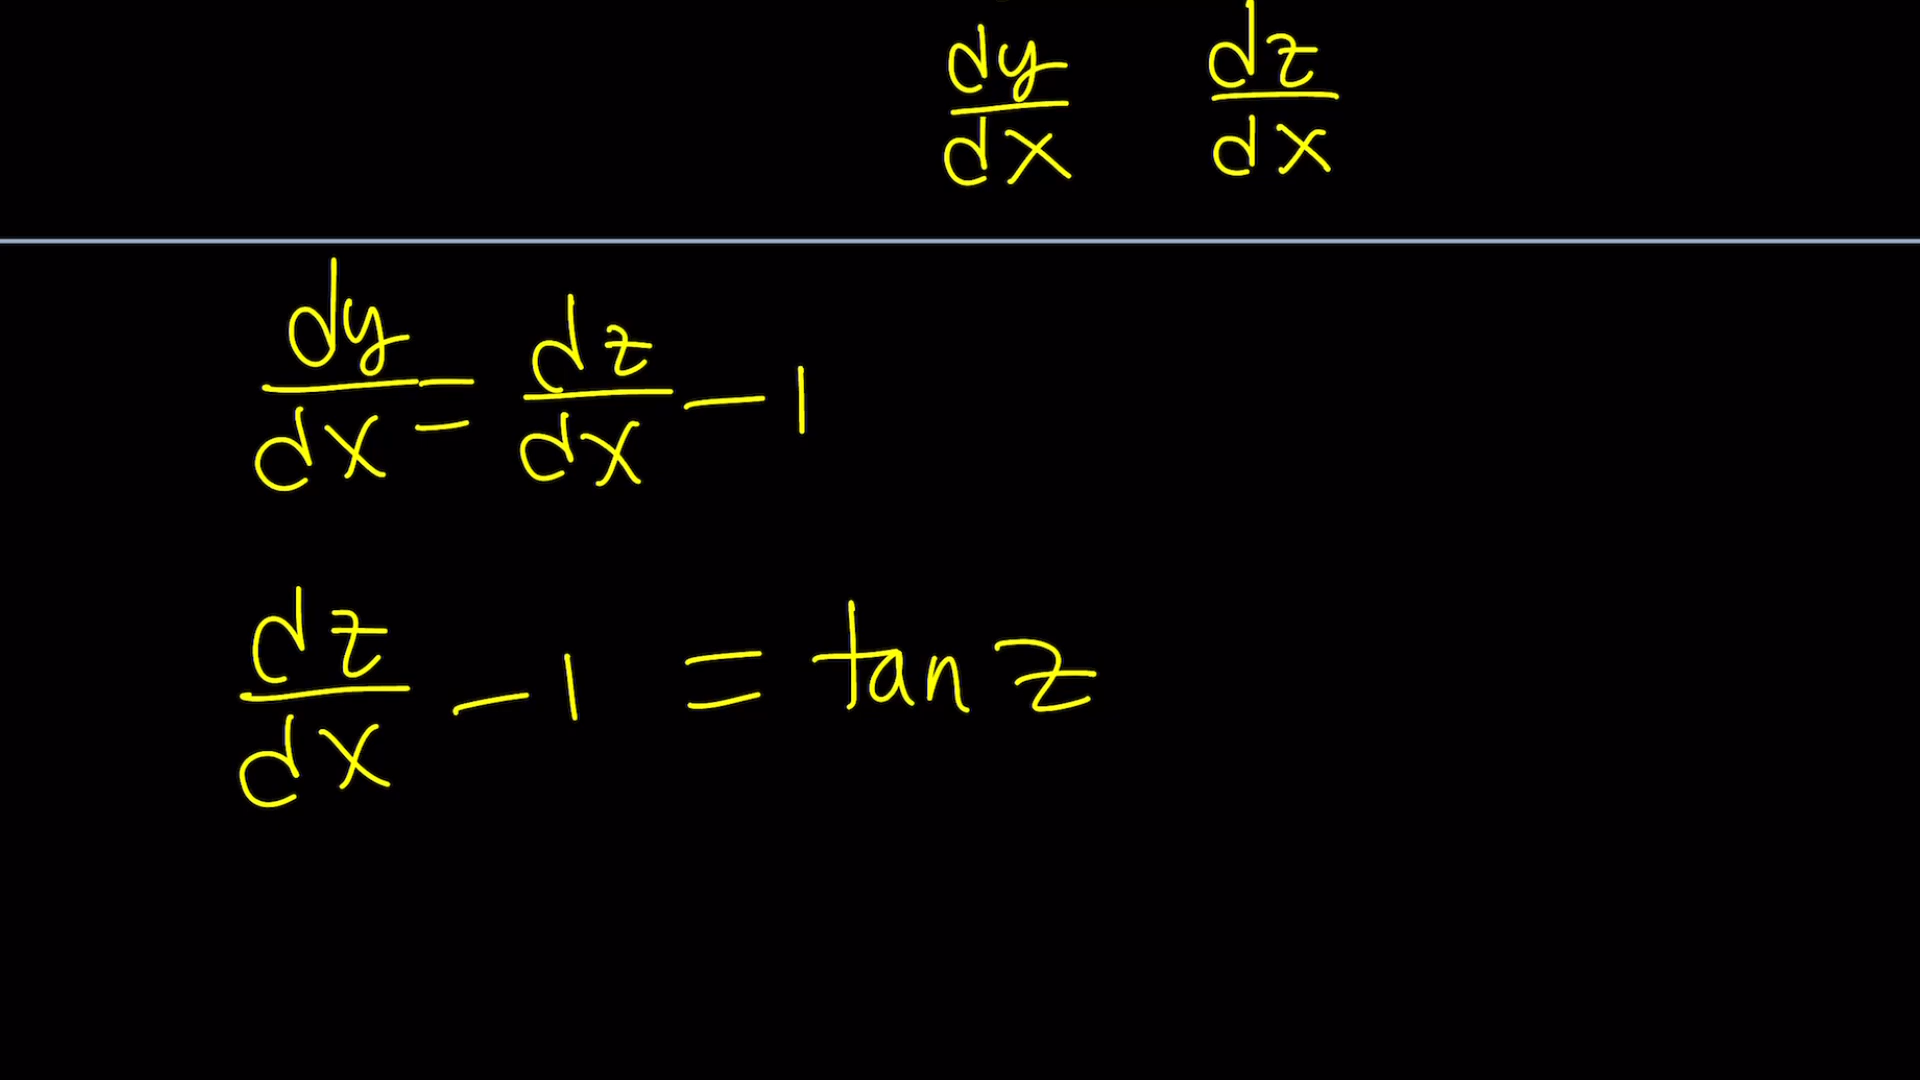 dy/dx dz/dx
dy/dx = dz/dx - 1
dz/dx - 1 = tan z